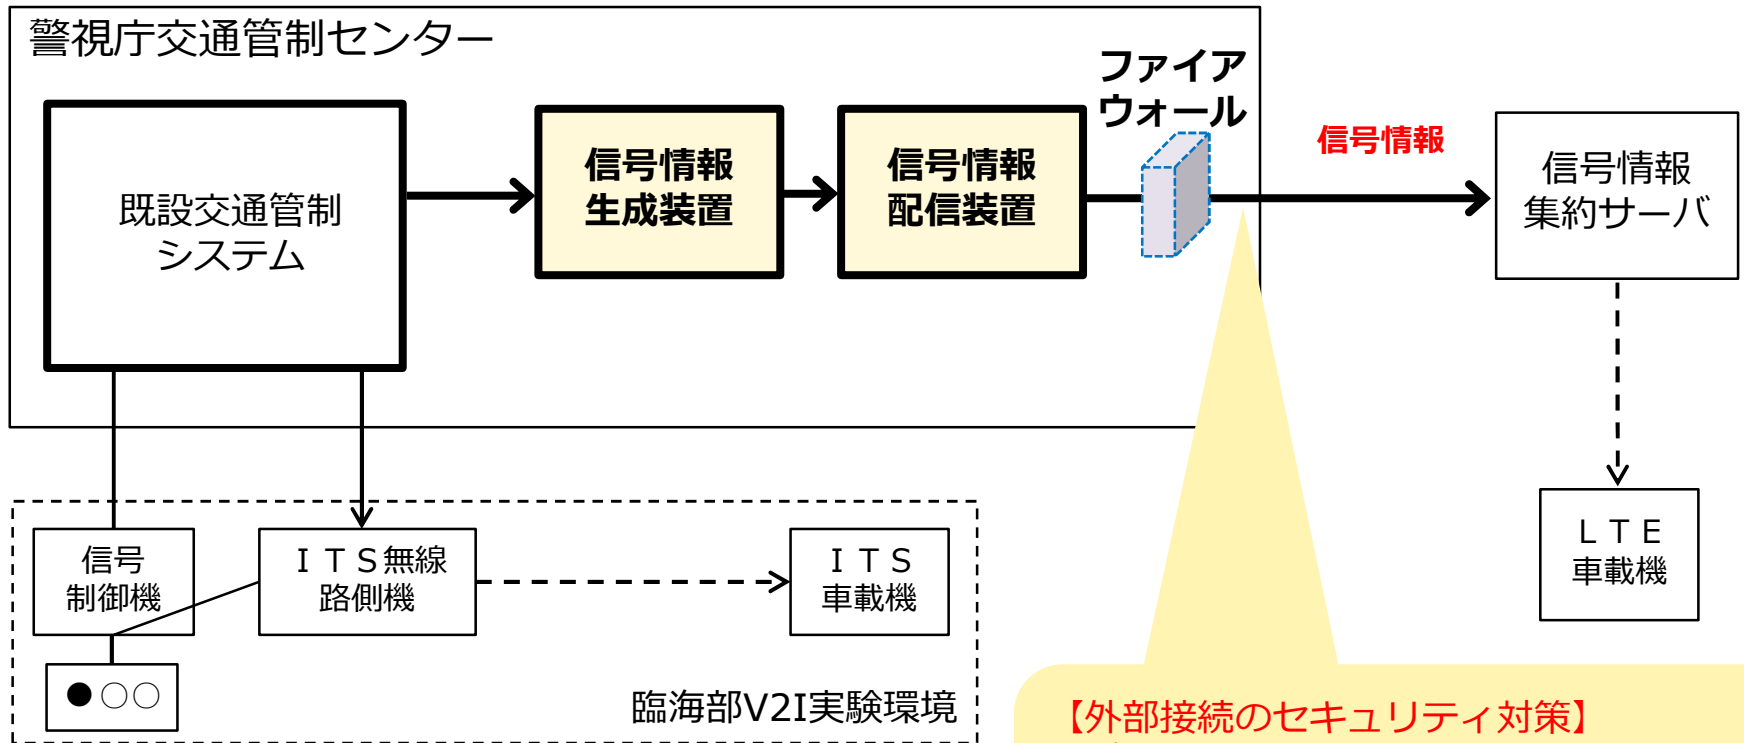 警視庁交通管制センター
ファイア
ウォール
既設交通管制
システム
信号情報
生成装置
信号情報
配信装置
信号情報
信号情報
集約サーバ
信号
制御機
ＩＴＳ無線
路側機
ＩＴＳ
車載機
ＬＴＥ
車載機
臨海部V2I実験環境
【外部接続のセキュリティ対策】